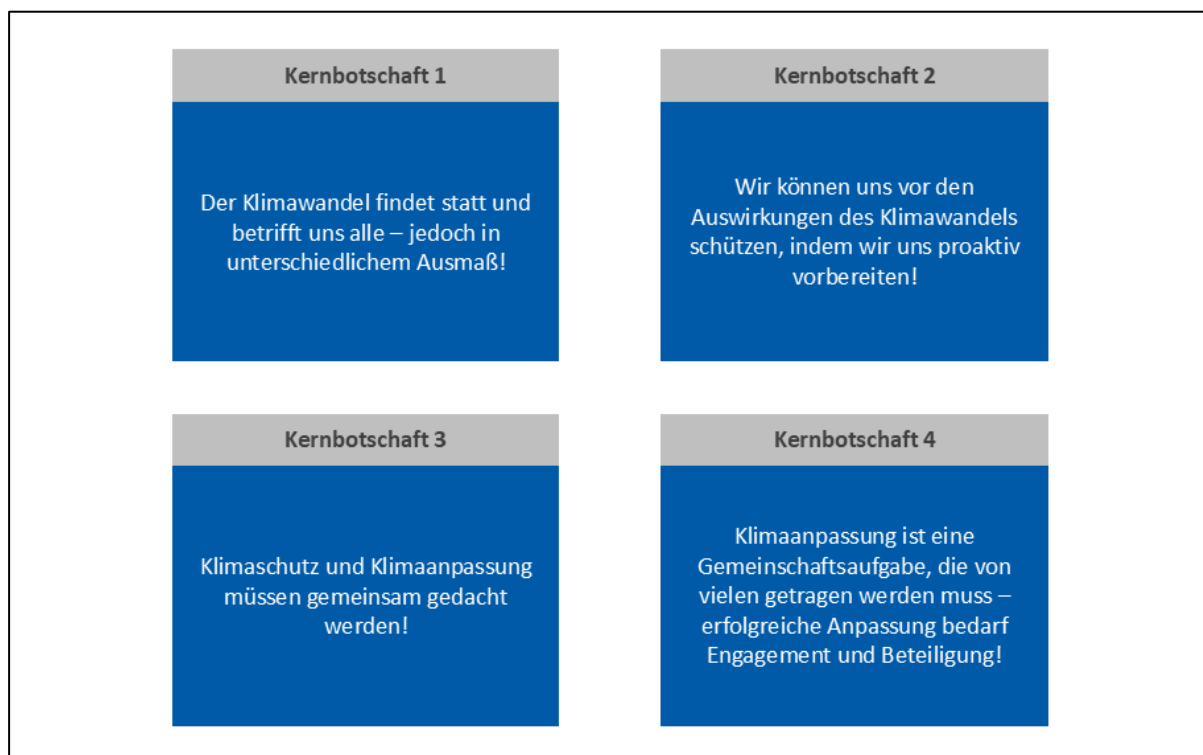 Kernbotschaft 1
Der Klimawandel findet statt und
betrifft uns alle – jedoch in
unterschiedlichem Ausmaß!
Kernbotschaft 2
Wir können uns vor den
Auswirkungen des Klimawandels
schützen, indem wir uns proaktiv
vorbereiten!
Kernbotschaft 3
Klimaschutz und Klimaanpassung
müssen gemeinsam gedacht
werden!
Kernbotschaft 4
Klimaanpassung ist eine
Gemeinschaftsaufgabe, die von
vielen getragen werden muss –
erfolgreiche Anpassung bedarf
Engagement und Beteiligung!